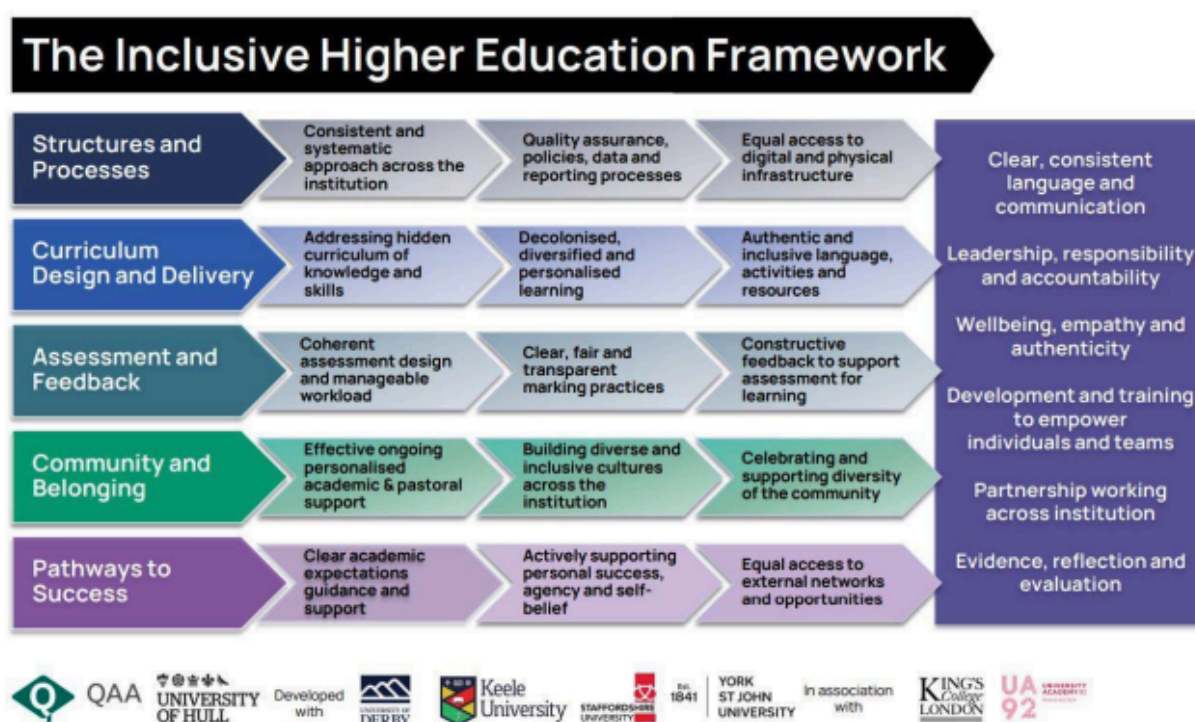 The Inclusive Higher Education Framework
Structures and
Processes
Consistent and
systematic
approach across the
institution
Quality assurance,
policies, data and
reporting processes
Equal access to
digital and physical
infrastructure
Curriculum
Design and Delivery
Addressing hidden
curriculum of
knowledge and
skills
Decolonised,
diversified and
personalised
learning
Authentic and
inclusive language,
activities and
resources
Assessment and
Feedback
Coherent
assessment design
and manageable
workload
Clear, fair and
transparent
marking practices
Constructive
feedback to support
assessment for
learning
Community and
Belonging
Effective ongoing
personalised
academic & pastoral
support
Building diverse and
inclusive cultures
across the
institution
Celebrating and
supporting diversity
of the community
Pathways to
Success
Clear academic
expectations
guidance and
support
Actively supporting
personal success,
agency and self-
belief
Equal access to
external networks
and opportunities
Clear, consistent
language and
communication
Leadership, responsibility
and accountability
Wellbeing, empathy and
authenticity
Development and training
to empower
individuals and teams
Partnership working
across institution
Evidence, reflection and
evaluation
QAA
UNIVERSITY
OF HULL
Developed
with
UNIVERSITY OF
DERBY
Keele
University
STAFFORDSHIRE
UNIVERSITY
Est.
1841
YORK
ST JOHN
UNIVERSITY
In association
with
KING'S
College
LONDON
UA
92
UNIVERSITY